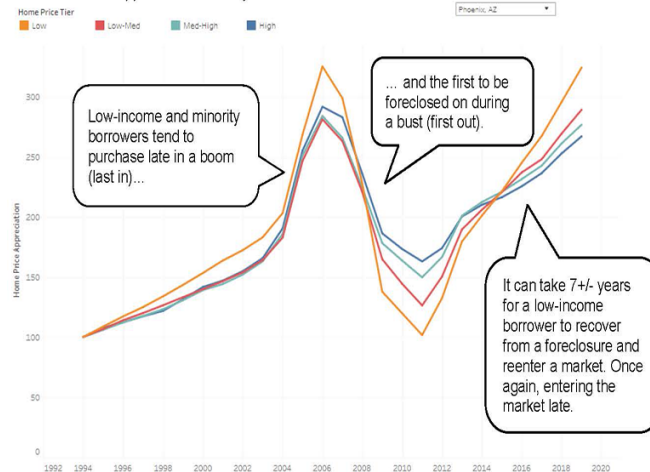 Home Price Tier
Phoenix, AZ
Low
Low-Med
Med-High
High
Low-income and minority
borrowers tend to
purchase late in a boom
(last in)...
... and the first to be
foreclosed on during
a bust (first out).
It can take 7+/- years
for a low-income
borrower to recover
from a foreclosure and
reenter a market. Once
again, entering the
market late.
Home Price Appreciation
300
250
200
150
100
50
0
1992 1994 1996 1998 2000 2002 2004 2006 2008 2010 2012 2014 2016 2018 2020